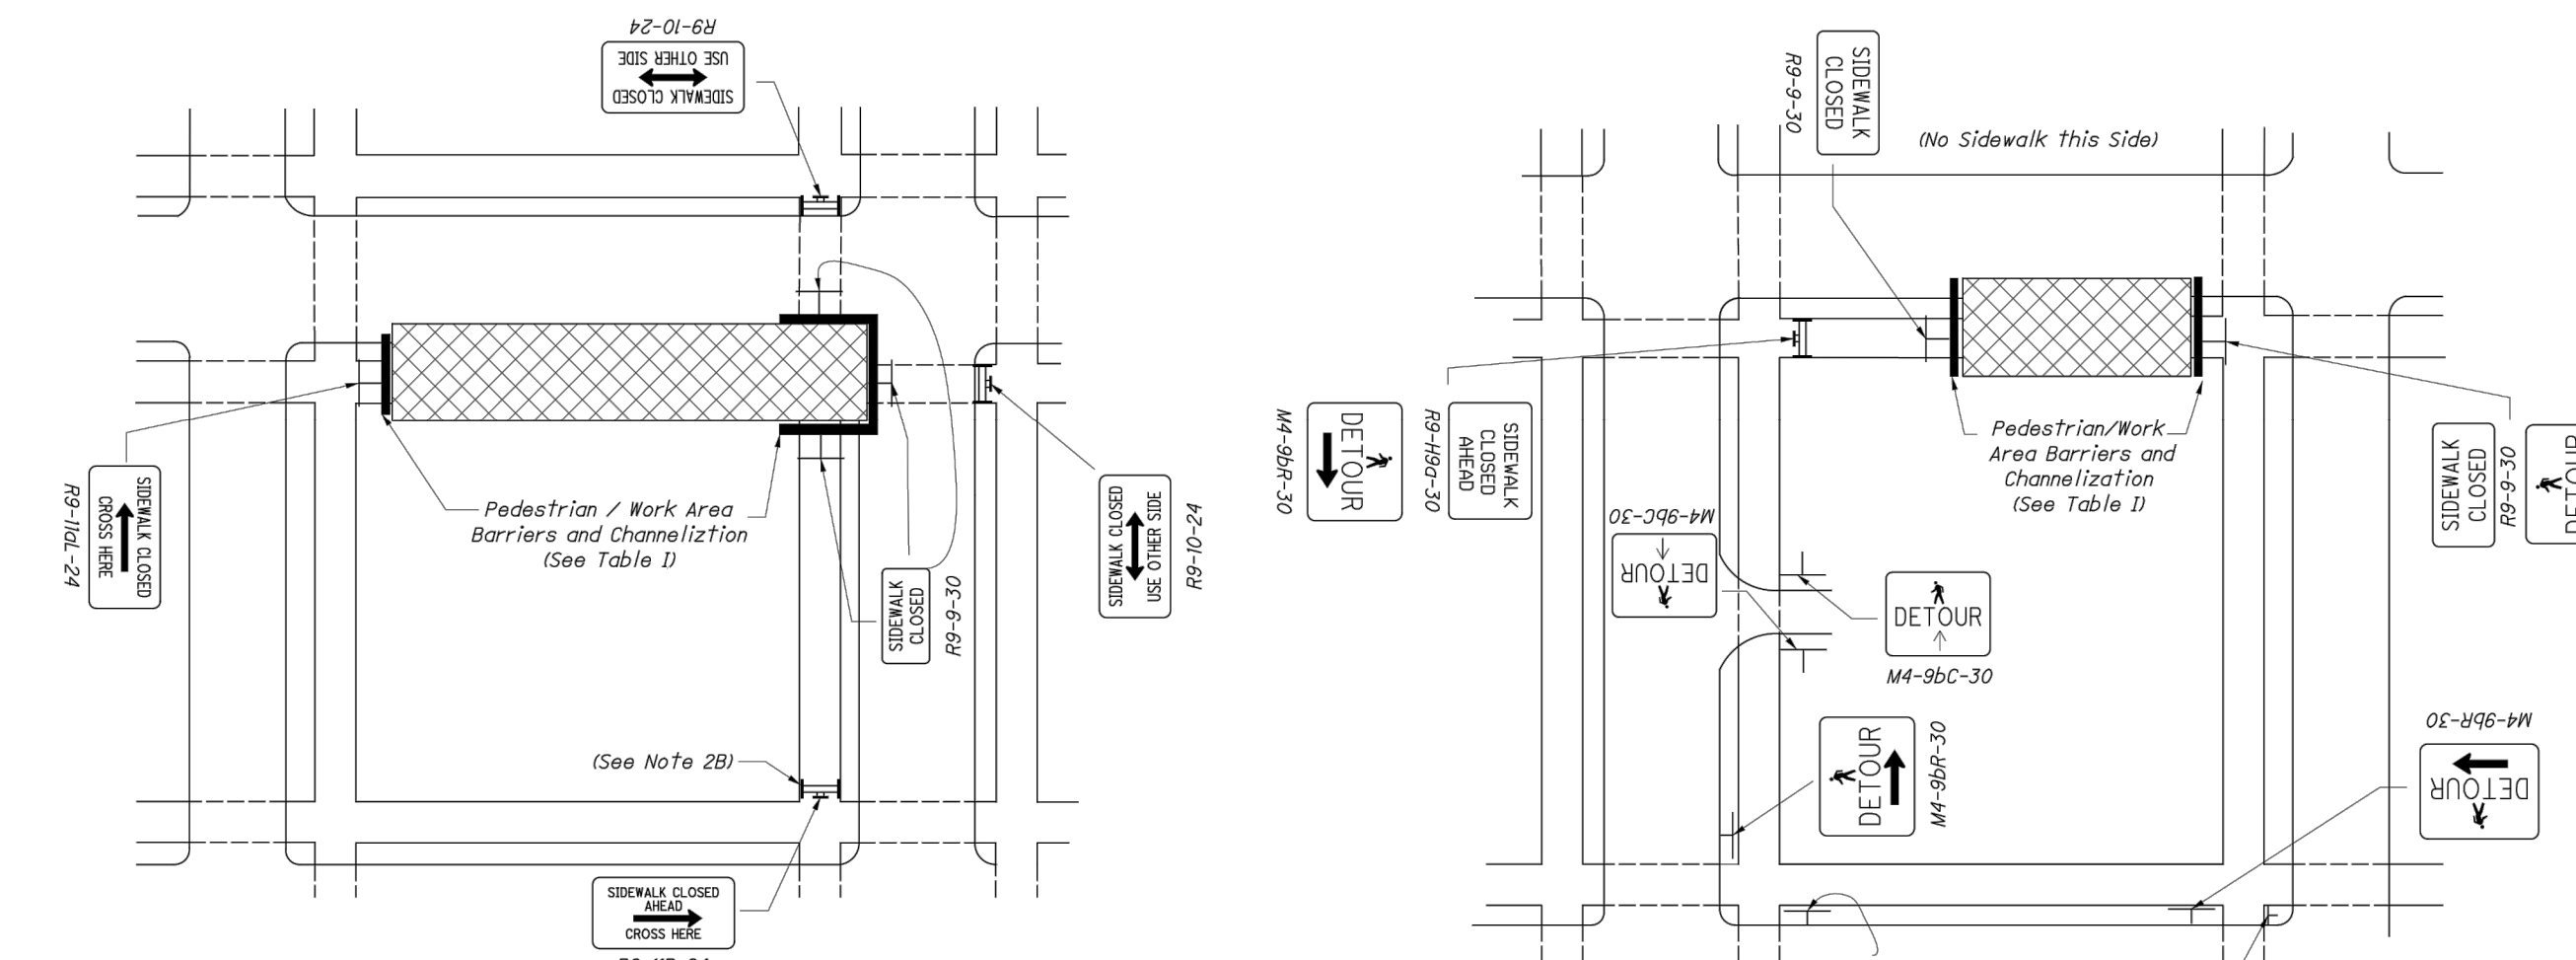 R9-10-24
SIDEWALK CLOSED
USE OTHER SIDE
R9-11aL-24
SIDEWALK CLOSED
CROSS HERE
Pedestrian / Work Area
Barriers and Channeliztion
(See Table I)
SIDEWALK
CLOSED
R9-9-30
SIDEWALK CLOSED
USE OTHER SIDE
R9-10-24
(See Note 2B)
SIDEWALK CLOSED
AHEAD
CROSS HERE
R9-9-30
SIDEWALK
CLOSED
(No Sidewalk this Side)
M4-9bR-30
DETOUR
R9-H9a-30
SIDEWALK
CLOSED
AHEAD
Pedestrian/Work
Area Barriers and
Channelization
(See Table I)
SIDEWALK
CLOSED
R9-9-30
DETOUR
M4-9bC-30
DETOUR
DETOUR
M4-9bC-30
DETOUR
M4-9bR-30
M4-9bR-30
DETOUR